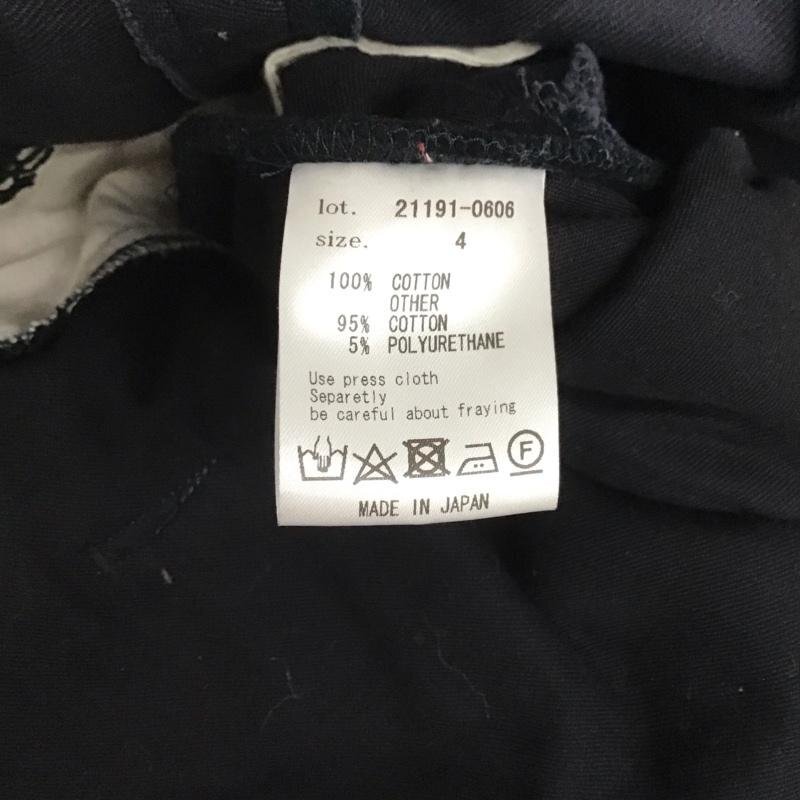 lot. 21191-0606
size. 4
100% COTTON
OTHER
95% COTTON
5% POLYURETHANE
Use press cloth
Separetly
be careful about fraying
F
MADE IN JAPAN